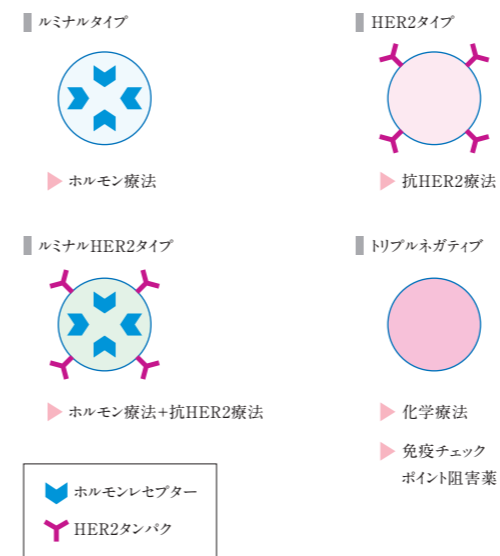 ルミナルタイプ
HER2タイプ
ホルモン療法
抗HER2療法
ルミナルHER2タイプ
トリプルネガティブ
ホルモン療法+抗HER2療法
化学療法
免疫チェック
ポイント阻害薬
ホルモンレセプター
HER2タンパク